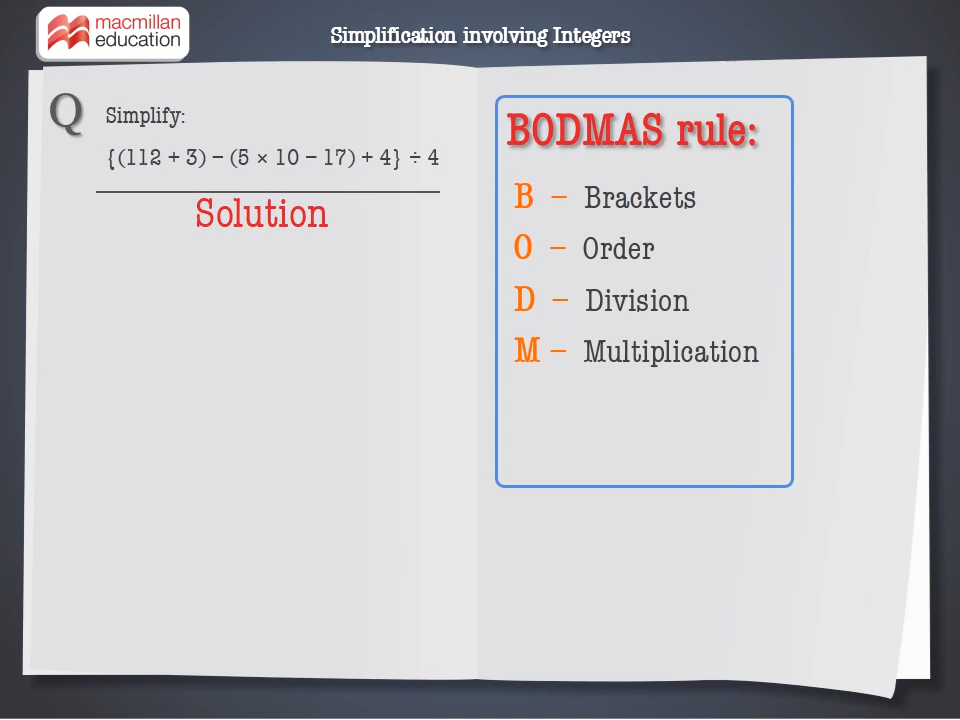 macmillan
education
Simplification involving Integers
Q Simplify:
{(112 + 3) – (5 × 10 – 17) + 4} ÷ 4
Solution
BODMAS rule:
B – Brackets
O – Order
D – Division
M – Multiplication